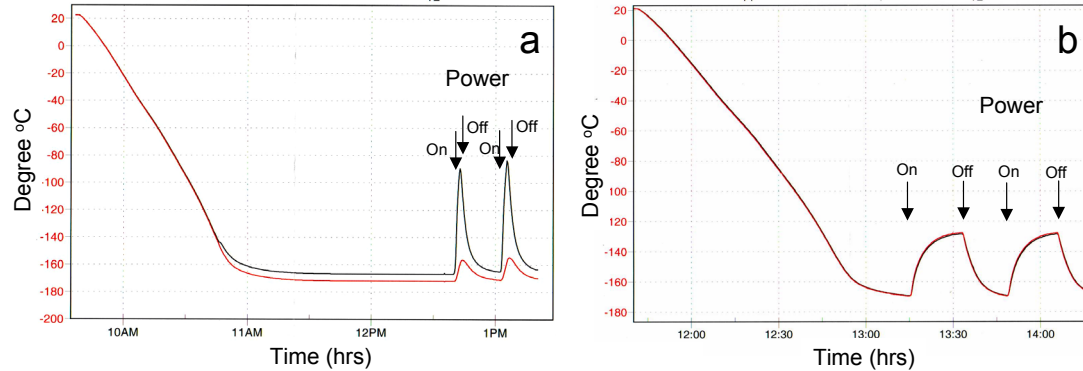 a
Power
On
Off
On
Off
Degree ºC
20
0
-20
-40
-60
-80
-100
-120
-140
-160
-180
-200
10AM
11AM
12PM
1PM
Time (hrs)
b
Power
On
Off
On
Off
Degree ºC
20
0
-20
-40
-60
-80
100
-120
-140
-160
-180
12:00
12:30
13:00
13:30
14:00
Time (hrs)